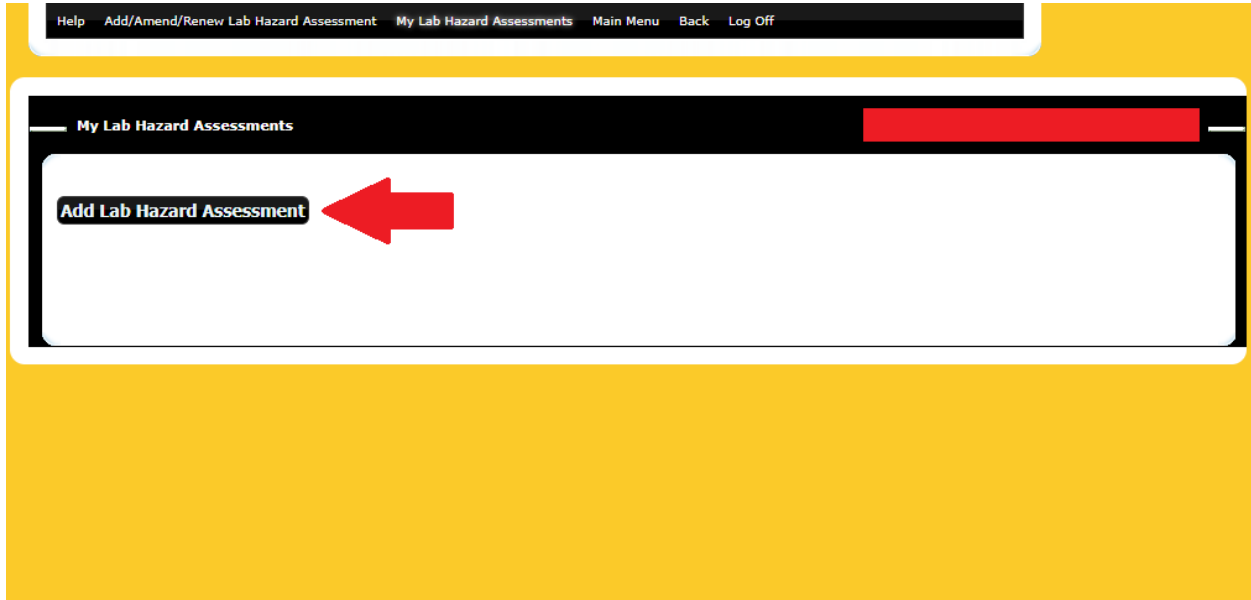 Help Add/Amend/Renew Lab Hazard Assessment My Lab Hazard Assessments Main Menu Back Log Off
My Lab Hazard Assessments
Add Lab Hazard Assessment